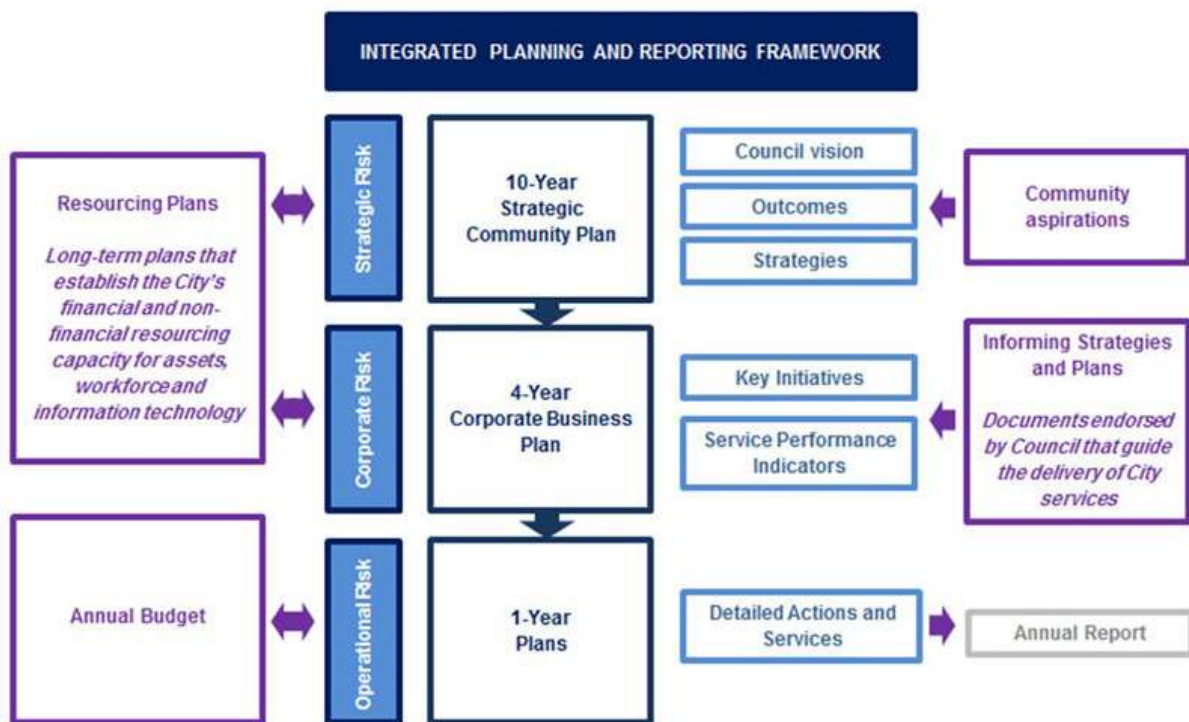 INTEGRATED PLANNING AND REPORTING FRAMEWORK
Resourcing Plans
Long-term plans that
establish the City's
financial and non-
financial resourcing
capacity for assets,
workforce and
information technology
Strategic Risk
10-Year
Strategic
Community Plan
Council vision
Outcomes
Strategies
Community
aspirations
Corporate Risk
4-Year
Corporate Business
Plan
Key Initiatives
Service Performance
Indicators
Informing Strategies
and Plans
Documents endorsed
by Council that guide
the delivery of City
services
Annual Budget
Operational Risk
1-Year
Plans
Detailed Actions and
Services
Annual Report